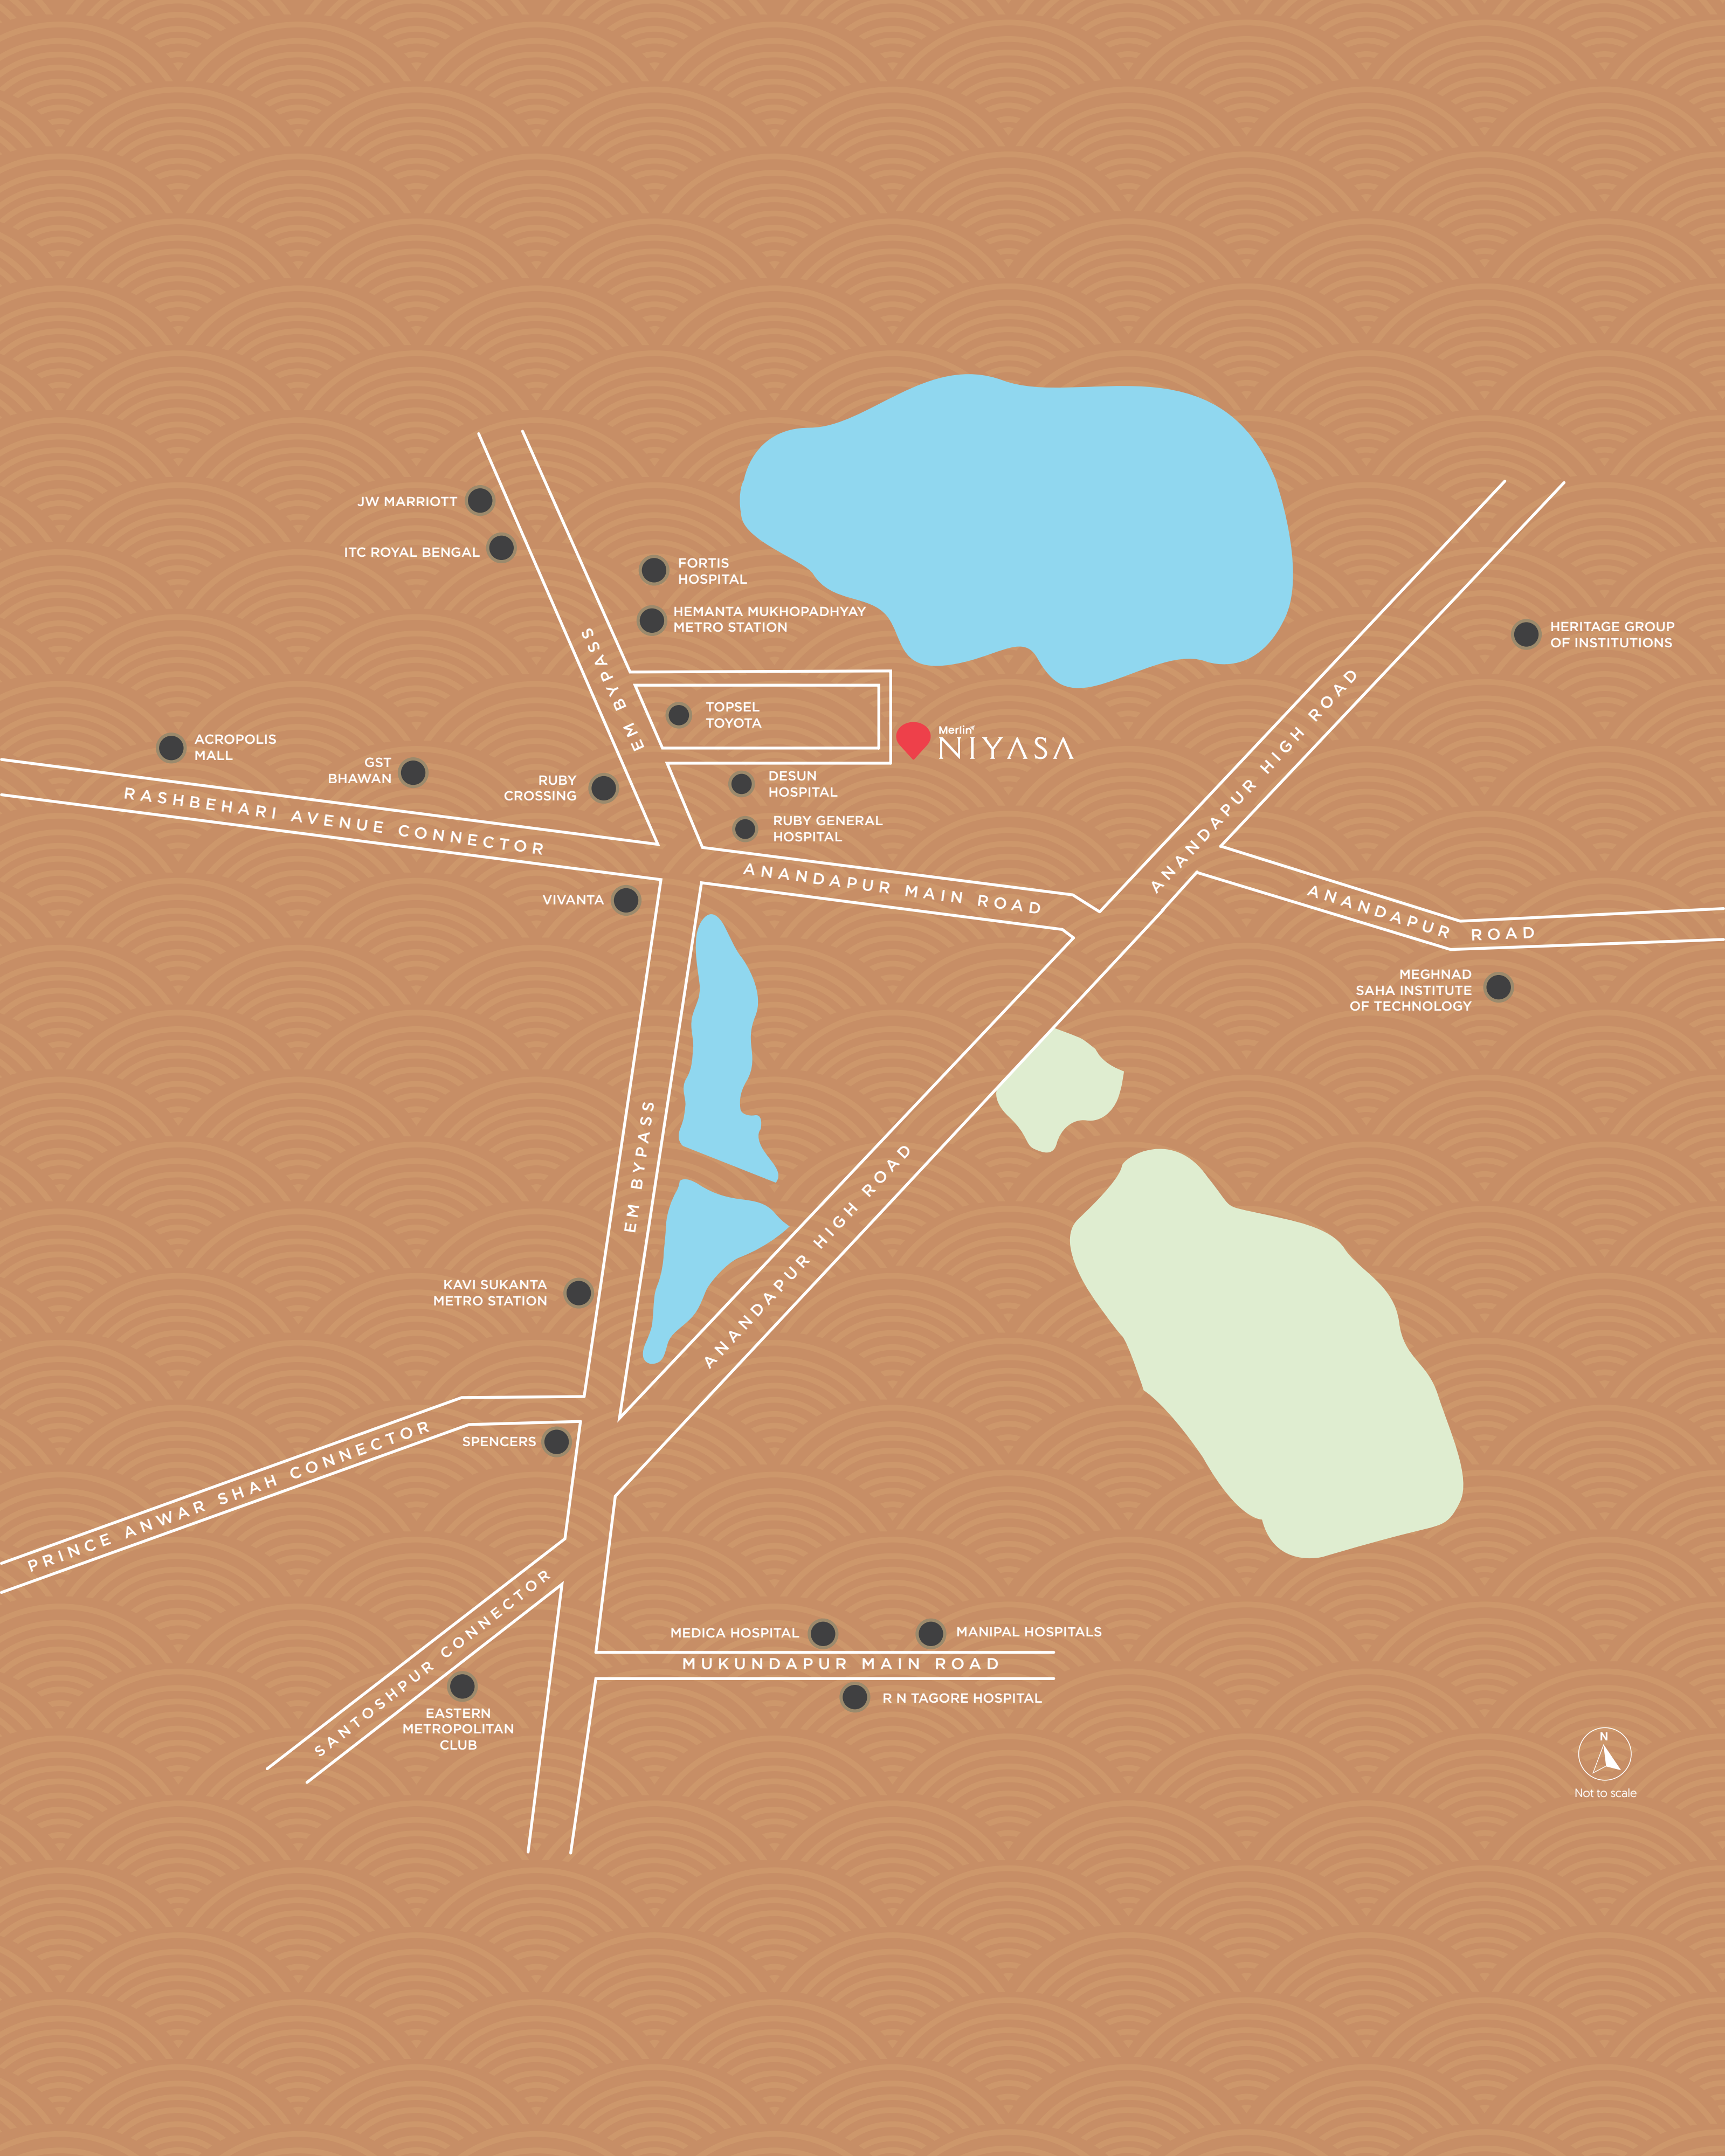 JW MARRIOTT
ITC ROYAL BENGAL
FORTIS
HOSPITAL
HEMANTA MUKHOPADHYAY
METRO STATION
HERITAGE GROUP
OF INSTITUTIONS
EM BYPASS
TOPSEL
TOYOTA
Merlin
NIYASA
ACROPOLIS
MALL
GST
BHAWAN
RUBY
CROSSING
DESUN
HOSPITAL
RUBY GENERAL
HOSPITAL
RASHBEHARI AVENUE CONNECTOR
ANANDAPUR HIGH ROAD
ANANDAPUR MAIN ROAD
ANANDAPUR ROAD
VIVANTA
MEGHNAD
SAHA INSTITUTE
OF TECHNOLOGY
EM BYPASS
ANANDAPUR HIGH ROAD
KAVI SUKANTA
METRO STATION
SPENCERS
PRINCE ANWAR SHAH CONNECTOR
SANTOSHPUR CONNECTOR
MEDICA HOSPITAL
MANIPAL HOSPITALS
MUKUNDAPUR MAIN ROAD
R N TAGORE HOSPITAL
EASTERN
METROPOLITAN
CLUB
N
Not to scale